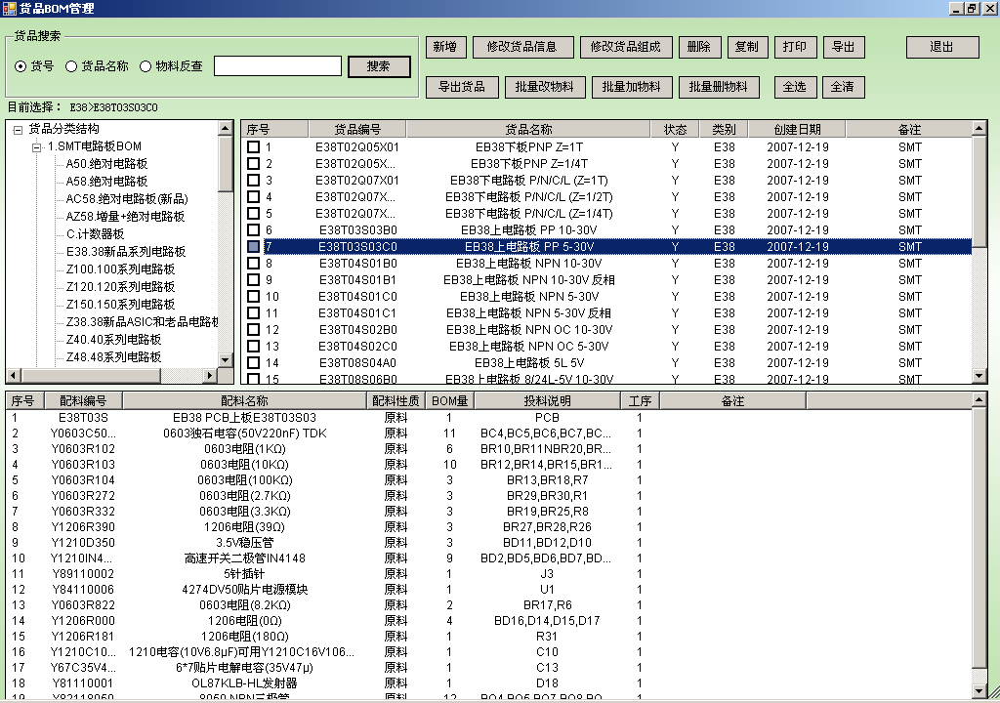 货品BOM管理
货品搜索
货号 货品名称 物料反查 搜索
新增 修改货品信息 修改货品组成 删除 复制 打印 导出 退出
导出货品 批量改物料 批量加物料 批量删物料 全选 全清
目前选择： E38>E38T03S03C0
货品分类结构
1.SMT电路板BOM
A50.绝对电路板
A58.绝对电路板
AC58.绝对电路板(新品)
AZ58.增量+绝对电路板
C.计数器板
E38.38新品系列电路板
Z100.100系列电路板
Z120.120系列电路板
Z150.150系列电路板
Z38.38新品ASIC和老品电路板
Z40.40系列电路板
Z48.48系列电路板
序号 货品编号 货品名称 状态 类别 创建日期 备注
1 E38T02Q05X01 EB38下板PNP Z=1T Y E38 2007-12-19 SMT
2 E38T02Q05X... EB38下板PNP Z=1/4T Y E38 2007-12-19 SMT
3 E38T02Q07X01 EB38下电路板 P/N/C/L (Z=1T) Y E38 2007-12-19 SMT
4 E38T02Q07X... EB38下电路板 P/N/C/L (Z=1/2T) Y E38 2007-12-19 SMT
5 E38T02Q07X... EB38下电路板 P/N/C/L (Z=1/4T) Y E38 2007-12-19 SMT
6 E38T03S03B0 EB38上电路板 PP 10-30V Y E38 2007-12-19 SMT
7 E38T03S03C0 EB38上电路板 PP 5-30V Y E38 2007-12-19 SMT
8 E38T04S01B0 EB38上电路板 NPN 10-30V Y E38 2007-12-19 SMT
9 E38T04S01B1 EB38上电路板 NPN 10-30V 反相 Y E38 2007-12-19 SMT
10 E38T04S01C0 EB38上电路板 NPN 5-30V Y E38 2007-12-19 SMT
11 E38T04S01C1 EB38上电路板 NPN 5-30V 反相 Y E38 2007-12-19 SMT
12 E38T04S02B0 EB38上电路板 NPN OC 10-30V Y E38 2007-12-19 SMT
13 E38T04S02C0 EB38上电路板 NPN OC 5-30V Y E38 2007-12-19 SMT
14 E38T08S04A0 EB38上电路板 5L 5V Y E38 2007-12-19 SMT
15 E38T08S06B0 EB38上电路板 8/24L-5V 10-30V Y E38 2007-12-19 SMT
序号 配料编号 配料名称 配料性质 BOM量 投料说明 工序 备注
1 E38T03S EB38 PCB上板E38T03S03 原料 1 PCB 1
2 Y0603C50... 0603独石电容(50V220nF) TDK 原料 11 BC4,BC5,BC6,BC7,BC... 1
3 Y0603R102 0603电阻(1KΩ) 原料 6 BR10,BR11NBR20,BR... 1
4 Y0603R103 0603电阻(10KΩ) 原料 10 BR12,BR14,BR15,BR1... 1
5 Y0603R104 0603电阻(100KΩ) 原料 3 BR13,BR18,R7 1
6 Y0603R272 0603电阻(2.7KΩ) 原料 3 BR29,BR30,R1 1
7 Y0603R332 0603电阻(3.3KΩ) 原料 3 BR19,BR25,R8 1
8 Y1206R390 1206电阻(39Ω) 原料 3 BR27,BR28,R26 1
9 Y1210D350 3.5V稳压管 原料 3 BD11,BD12,D10 1
10 Y1210IN4... 高速开关二极管IN4148 原料 9 BD2,BD5,BD6,BD7,BD... 1
11 Y89110002 5针插针 原料 1 J3 1
12 Y84110006 4274DV50贴片电源模块 原料 1 U1 1
13 Y0603R822 0603电阻(8.2KΩ) 原料 2 BR17,R6 1
14 Y1206R000 1206电阻(0Ω) 原料 4 BD16,D14,D15,D17 1
15 Y1206R181 1206电阻(180Ω) 原料 1 R31 1
16 Y1210C10... 1210电容(10V6.8μF)可用Y1210C16V106... 原料 1 C10 1
17 Y67C35V4... 6*7贴片电解电容(35V47μ) 原料 1 C13 1
18 Y81110001 OL87KLB-HL发射器 原料 1 D18 1
19 Y82118050 8050 NPN三极管 原料 12 BQ4,BQ5,BQ7,BQ8,BQ... 1